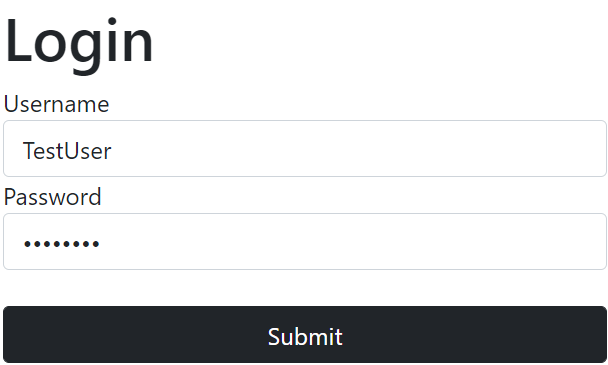 Login
Username
TestUser
Password
••••••••
Submit